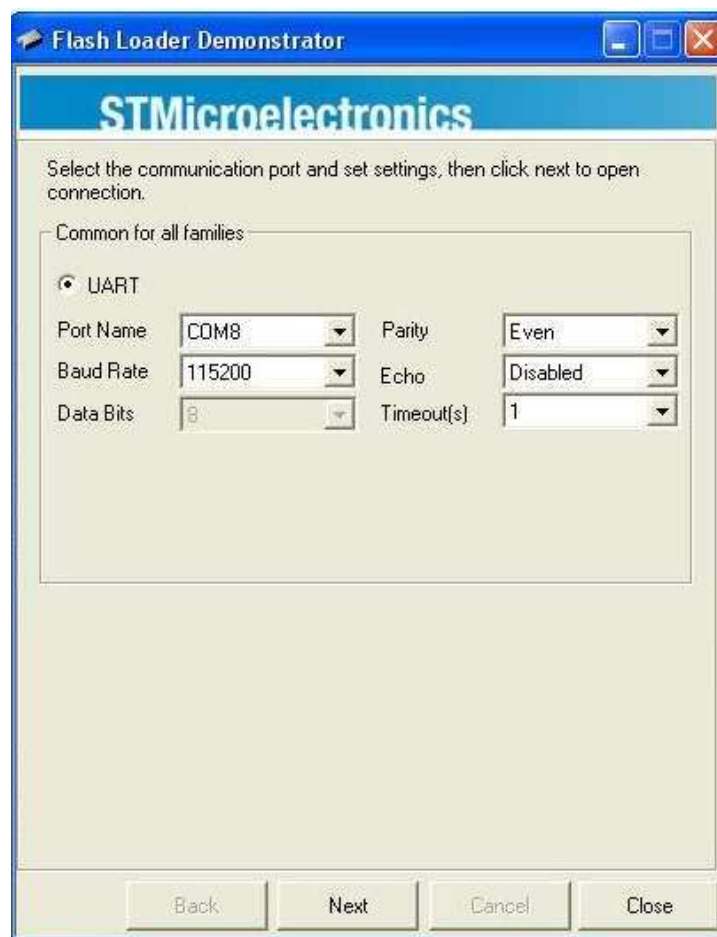 Flash Loader Demonstrator
STMicroelectronics
Select the communication port and set settings, then click next to open
connection.
Common for all families
UART
Port Name COM8 Parity Even
Baud Rate 115200 Echo Disabled
Data Bits 8 Timeout(s) 1
Back Next Cancel Close